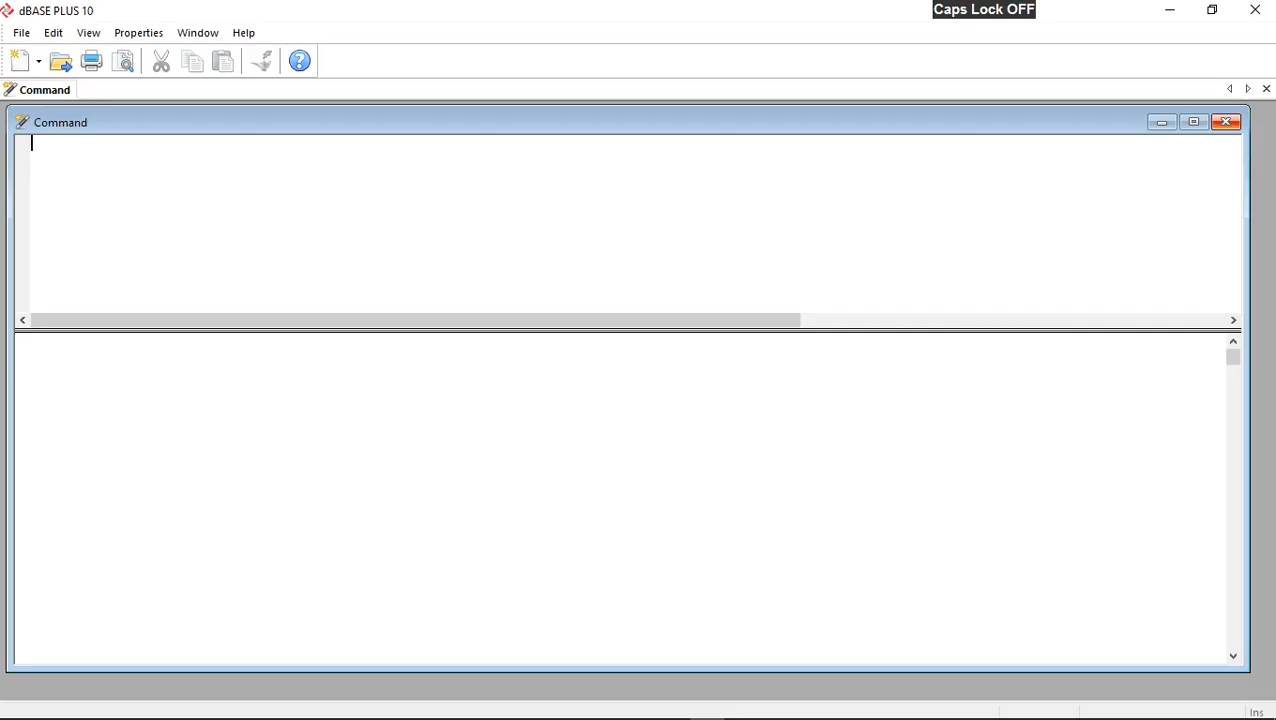 dBASE PLUS 10
Caps Lock OFF
File Edit View Properties Window Help
Command
Command
Ins